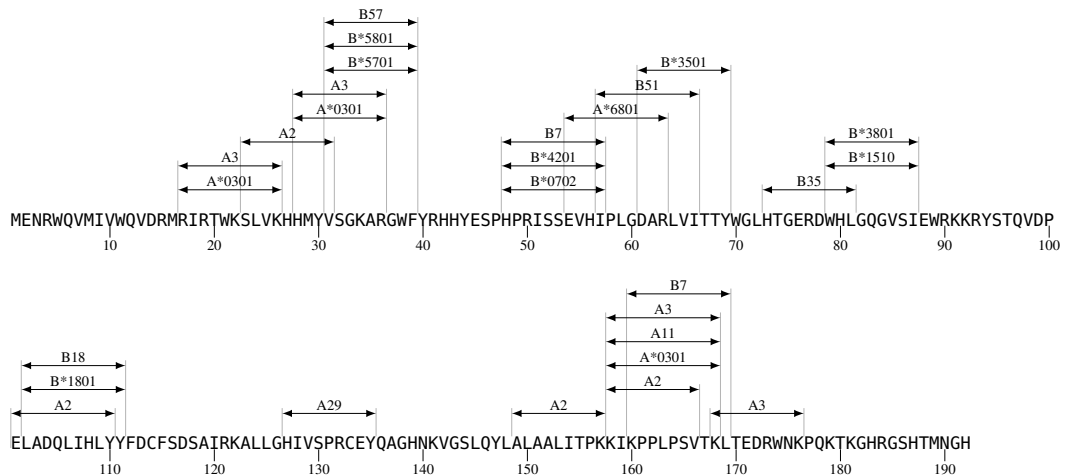 B57
B*5801
B*5701
A3 B*3501
A*0301 B51
A2 A*6801
A3 B7 B*3801
A*0301 B*4201 B*1510
B*0702 B35
MENRWQVMIVWQVDRMRIRTWKSLVKHHMYVSGKARGWFYRHHYESPHPRISSEVHIPLGDARLVITTYWGLHTGERDWHLGQGVSIEWRKKRYSTQVDP
10 20 30 40 50 60 70 80 90 100
B7
A3
A11
B18 A*0301
B*1801 A2
A2 A29 A2 A3
ELADQLIHLYYFDCFSDSAIRKALLGHIVSPRCEYQAGHNKVGSLQYLALAALITPKKIKPPLPSVTKLTEDRWNKPQKTKGHRGSHTMNGH
110 120 130 140 150 160 170 180 190